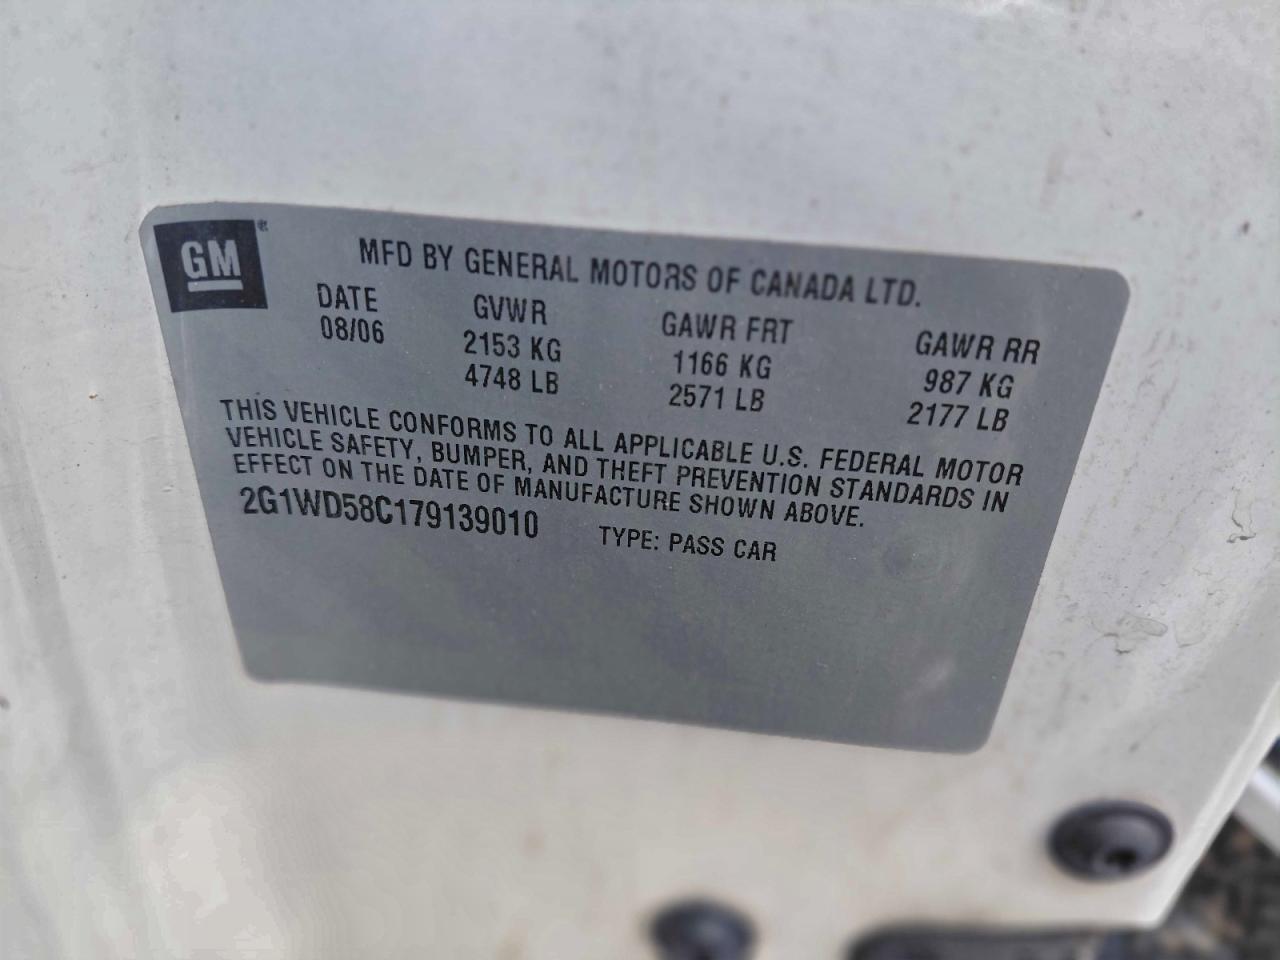 GM®
MFD BY GENERAL MOTORS OF CANADA LTD.
DATE GVWR GAWR FRT GAWR RR
08/06 2153 KG 1166 KG 987 KG
4748 LB 2571 LB 2177 LB
THIS VEHICLE CONFORMS TO ALL APPLICABLE U.S. FEDERAL MOTOR
VEHICLE SAFETY, BUMPER, AND THEFT PREVENTION STANDARDS IN
EFFECT ON THE DATE OF MANUFACTURE SHOWN ABOVE.
2G1WD58C179139010 TYPE: PASS CAR